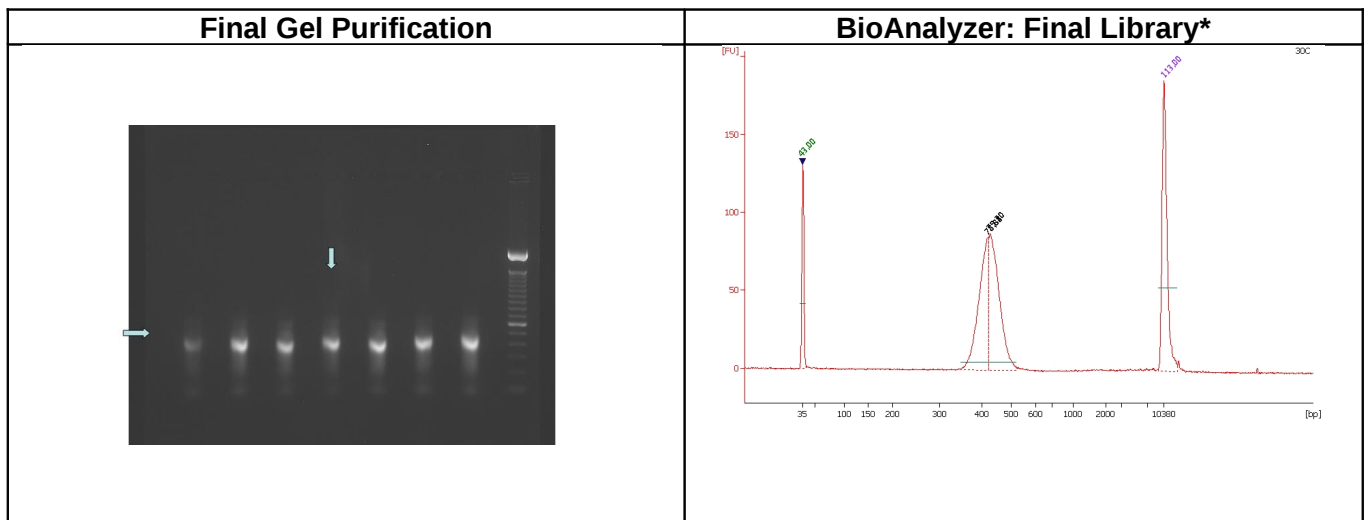 Final Gel Purification
BioAnalyzer: Final Library*
[FU]
30C
113.00
43.00
150
100
50
0
35 100 150 200 300 400 500 600 1000 2000 10380 [bp]